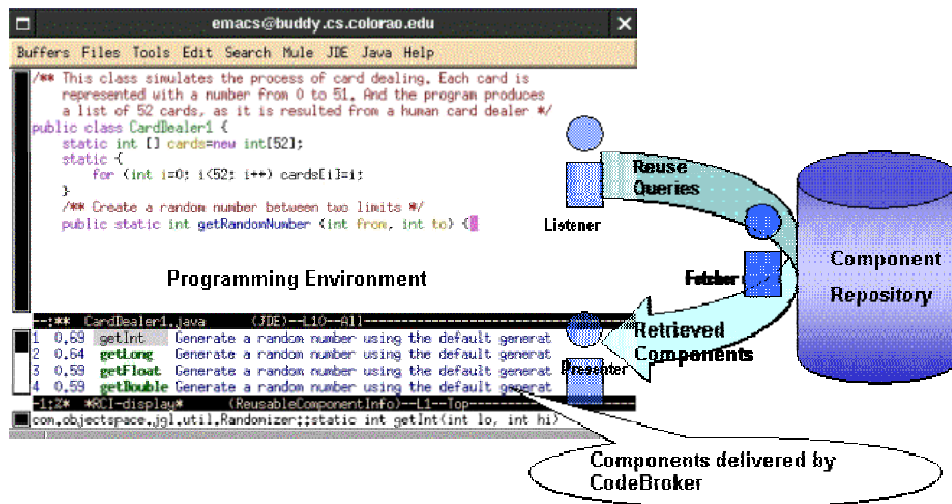 emacs@buddy.cs.colorao.edu
Buffers Files Tools Edit Search Mule JDE Java Help
/** This class simulates the process of card dealing. Each card is
represented with a number from 0 to 51. And the program produces
a list of 52 cards, as it is resulted from a human card dealer */
public class CardDealer1 {
static int [] cards=new int[52];
static {
for (int i=0; i<52; i++) cards[i]=i;
}
/** Create a random number between two limits */
public static int getRandomNumber (int from, int to) {
Programming Environment
Listener
Reuse
Queries
Fetcher
Component
Repository
Retrieved
Components
Presenter
--:** CardDealer1.java (JDE)--L10--All
1 0.69 getInt Generate a random number using the default generat
2 0.64 getLong Generate a random number using the default generat
3 0.59 getFloat Generate a random number using the default generat
4 0.59 getDouble Generate a random number using the default generat
-1:%* *RCI-display* (ReusableComponentInfo)--L1--Top
com.objectspace.jgl.util.Randomizer;;static int getInt(int lo, int hi)
Components delivered by
CodeBroker